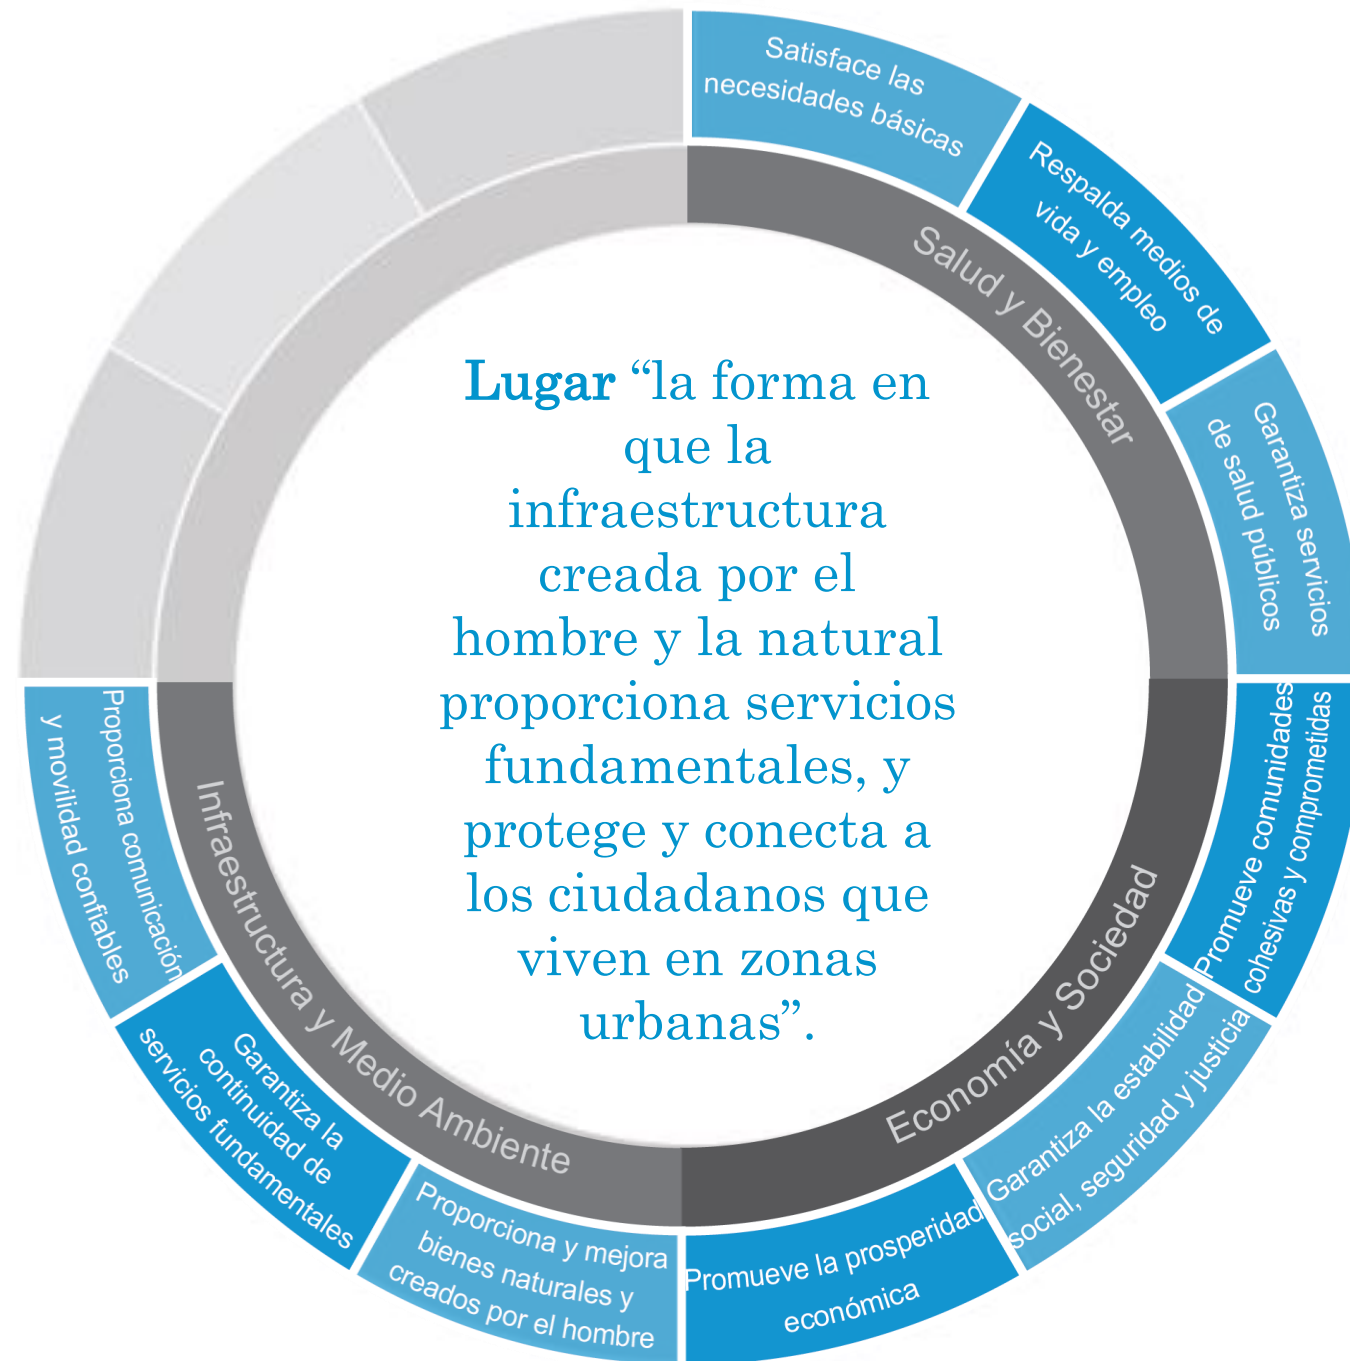 Satisface las
necesidades básicas
Respalda medios de
vida y empleo
Garantiza servicios
de salud públicos
Salud y Bienestar
Promueve comunidades
cohesivas y comprometidas
Garantiza la estabilidad
social, seguridad y justicia
Promueve la prosperidad
económica
Economía y Sociedad
Proporciona y mejora
bienes naturales y
creados por el hombre
Garantiza la
continuidad de
servicios fundamentales
Proporciona comunicación
y movilidad confiables
Infraestructura y Medio Ambiente
Lugar “la forma en
que la
infraestructura
creada por el
hombre y la natural
proporciona servicios
fundamentales, y
protege y conecta a
los ciudadanos que
viven en zonas
urbanas”.